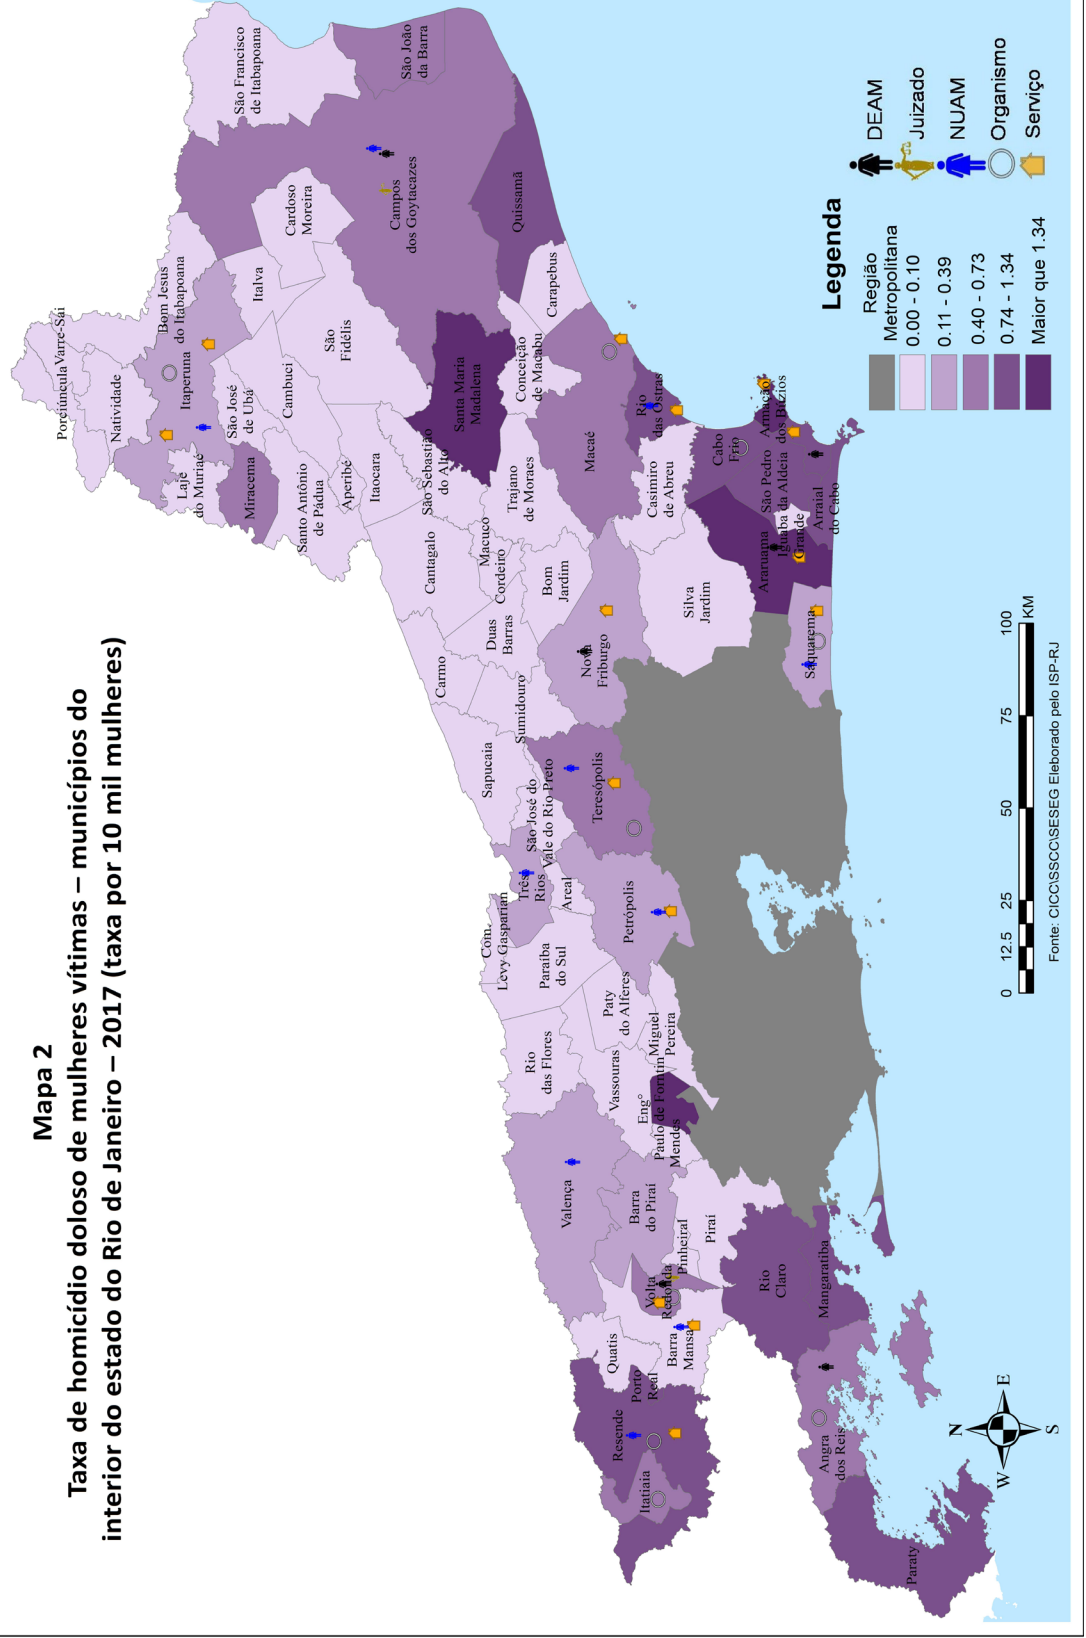 Mapa 2
Taxa de homicídio doloso de mulheres vítimas – municípios do
interior do estado do Rio de Janeiro – 2017 (taxa por 10 mil mulheres)
Porciúncula
Varre-Sai
Natividade
Bom Jesus
do Itabapoana
São Francisco
de Itabapoana
Itaperuna
Laje
do Muriaé
São José
de Ubá
Italva
Cardoso
Moreira
Miracema
Cambuci
São João
da Barra
Campos
dos Goytacazes
Santo Antônio
de Pádua
Aperibé
São
Fidélis
Itaocara
Santa Maria
Madalena
Quissamã
São Sebastião
do Alto
Cantagalo
Conceição
de Macabu
Carapebus
Carmo
Macuco
Cordeiro
Trajano
de Moraes
Duas
Barras
Bom
Jardim
Macaé
Sapucaia
Sumidouro
Nova
Friburgo
Rio
das Ostras
Casimiro
de Abreu
São José do
Vale do Rio Preto
Teresópolis
Silva
Jardim
Cabo
Frio
Armação
dos Búzios
São Pedro
da Aldeia
Com.
Levy Gasparian
Três
Rios
Areal
Petrópolis
Araruama
Iguaba
Grande
Arraial
do Cabo
Saquarema
Rio
das Flores
Paraíba
do Sul
Paty
do Alferes
Miguel
Pereira
Vassouras
Eng°
Paulo de Forntin
Mendes
Valença
Barra
do Piraí
Piraí
Pinheiral
Volta
Redonda
Quatis
Barra
Mansa
Porto
Real
Resende
Itatiaia
Rio
Claro
Mangaratiba
Angra
dos Reis
Paraty
Legenda
Região
Metropolitana
0.00 - 0.10
0.11 - 0.39
0.40 - 0.73
0.74 - 1.34
Maior que 1.34
DEAM
Juizado
NUAM
Organismo
Serviço
N
W
E
S
0 12.5 25 50 75 100
KM
Fonte: CICC\SSCC\SESEG Eleborado pelo ISP-RJ